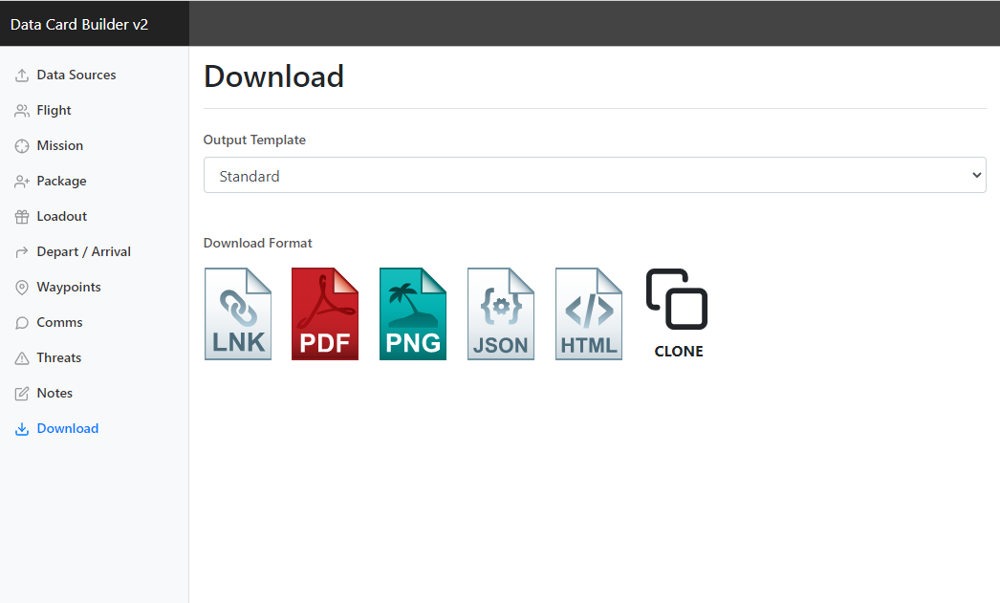 Data Card Builder v2
Data Sources
Flight
Mission
Package
Loadout
Depart / Arrival
Waypoints
Comms
Threats
Notes
Download
Download
Output Template
Standard
Download Format
LNK
PDF
PNG
JSON
HTML
CLONE